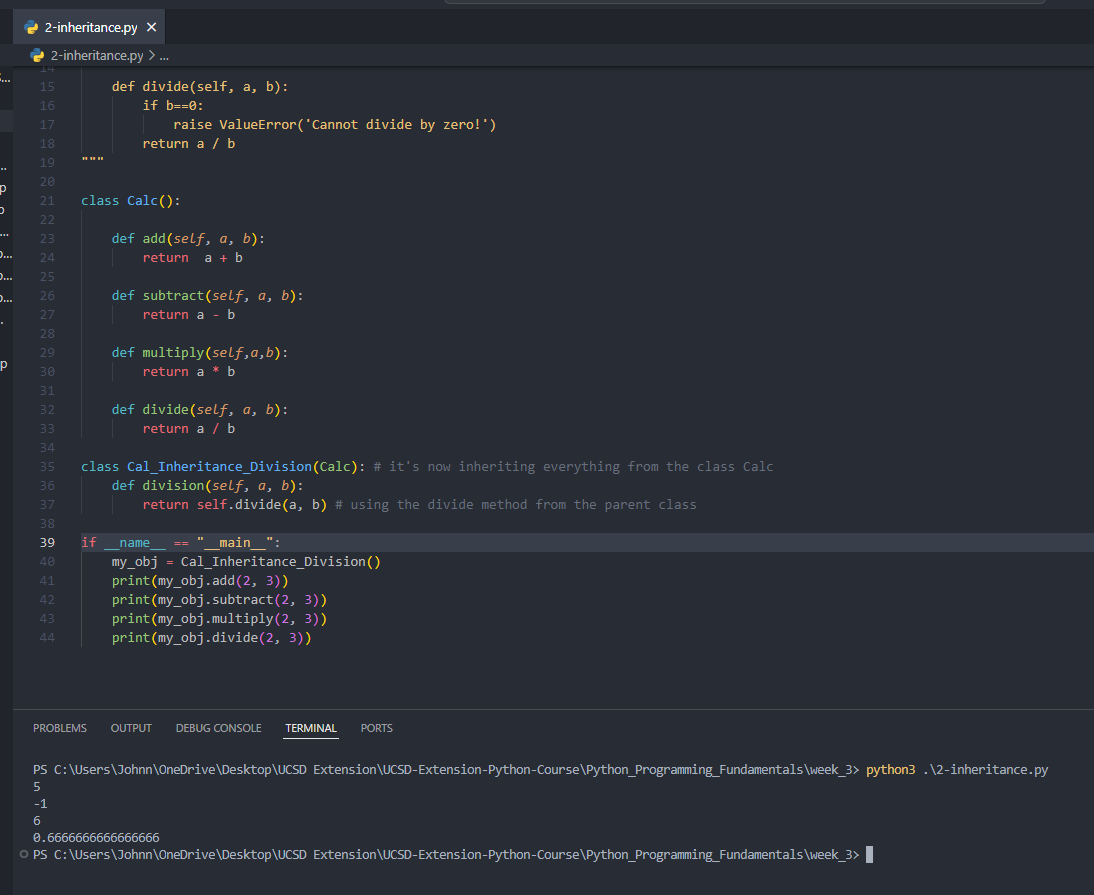 2-inheritance.py ×
2-inheritance.py > ...
14
15 def divide(self, a, b):
16 if b==0:
17 raise ValueError('Cannot divide by zero!')
18 return a / b
19 """
20
21 class Calc():
22
23 def add(self, a, b):
24 return  a + b
25
26 def subtract(self, a, b):
27 return a - b
28
29 def multiply(self,a,b):
30 return a * b
31
32 def divide(self, a, b):
33 return a / b
34
35 class Cal_Inheritance_Division(Calc): # it's now inheriting everything from the class Calc
36 def division(self, a, b):
37 return self.divide(a, b) # using the divide method from the parent class
38
39 if __name__ == "__main__":
40 my_obj = Cal_Inheritance_Division()
41 print(my_obj.add(2, 3))
42 print(my_obj.subtract(2, 3))
43 print(my_obj.multiply(2, 3))
44 print(my_obj.divide(2, 3))
PROBLEMS OUTPUT DEBUG CONSOLE TERMINAL PORTS
PS C:\Users\Johnn\OneDrive\Desktop\UCSD Extension\UCSD-Extension-Python-Course\Python_Programming_Fundamentals\week_3> python3 .\2-inheritance.py
5
-1
6
0.6666666666666666
PS C:\Users\Johnn\OneDrive\Desktop\UCSD Extension\UCSD-Extension-Python-Course\Python_Programming_Fundamentals\week_3>